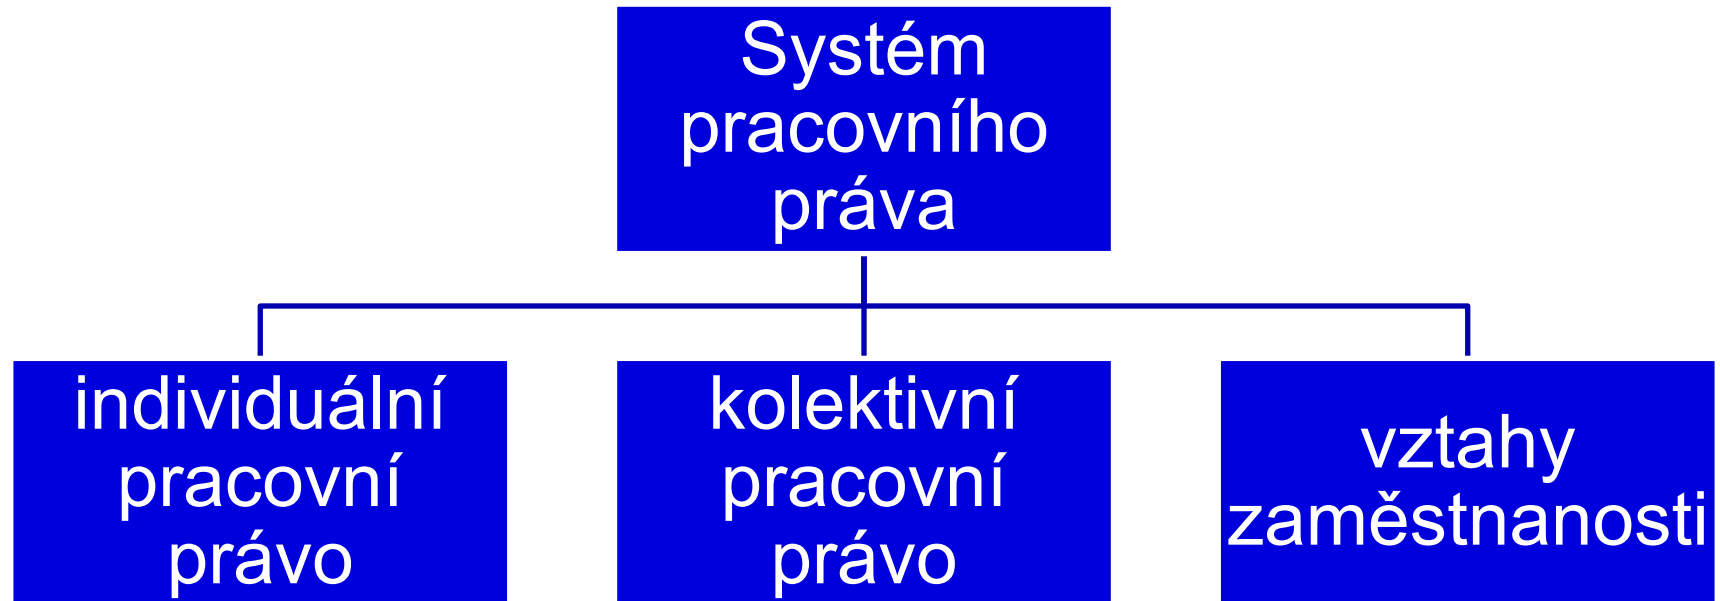 Systém
pracovního
práva
individuální
pracovní
právo
kolektivní
pracovní
právo
vztahy
zaměstnanosti